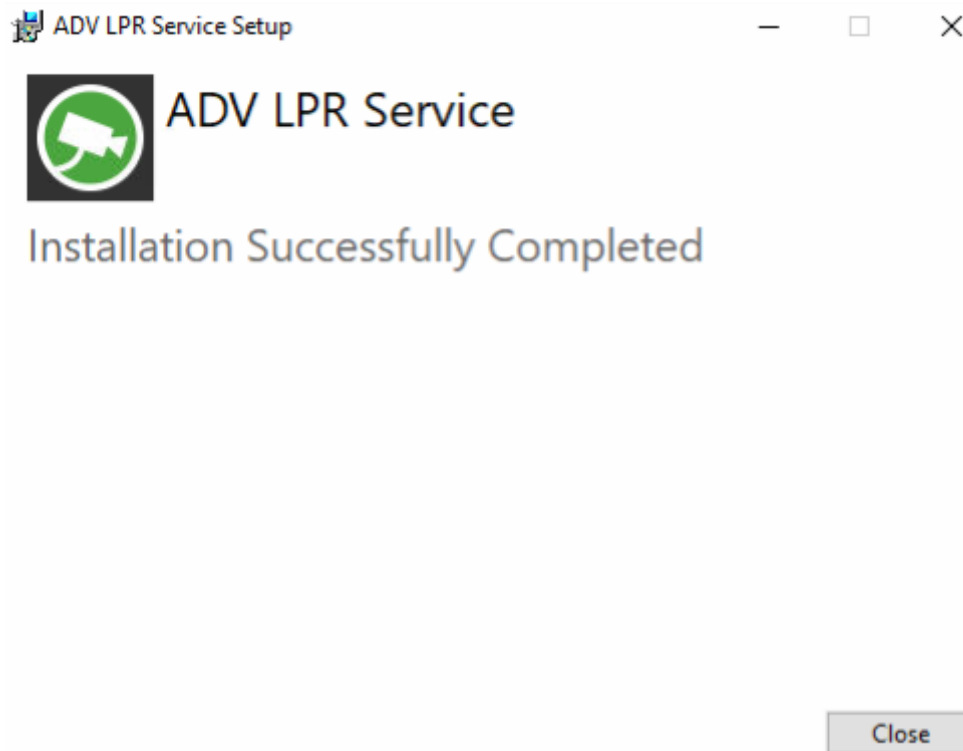 ADV LPR Service Setup
ADV LPR Service
Installation Successfully Completed
Close